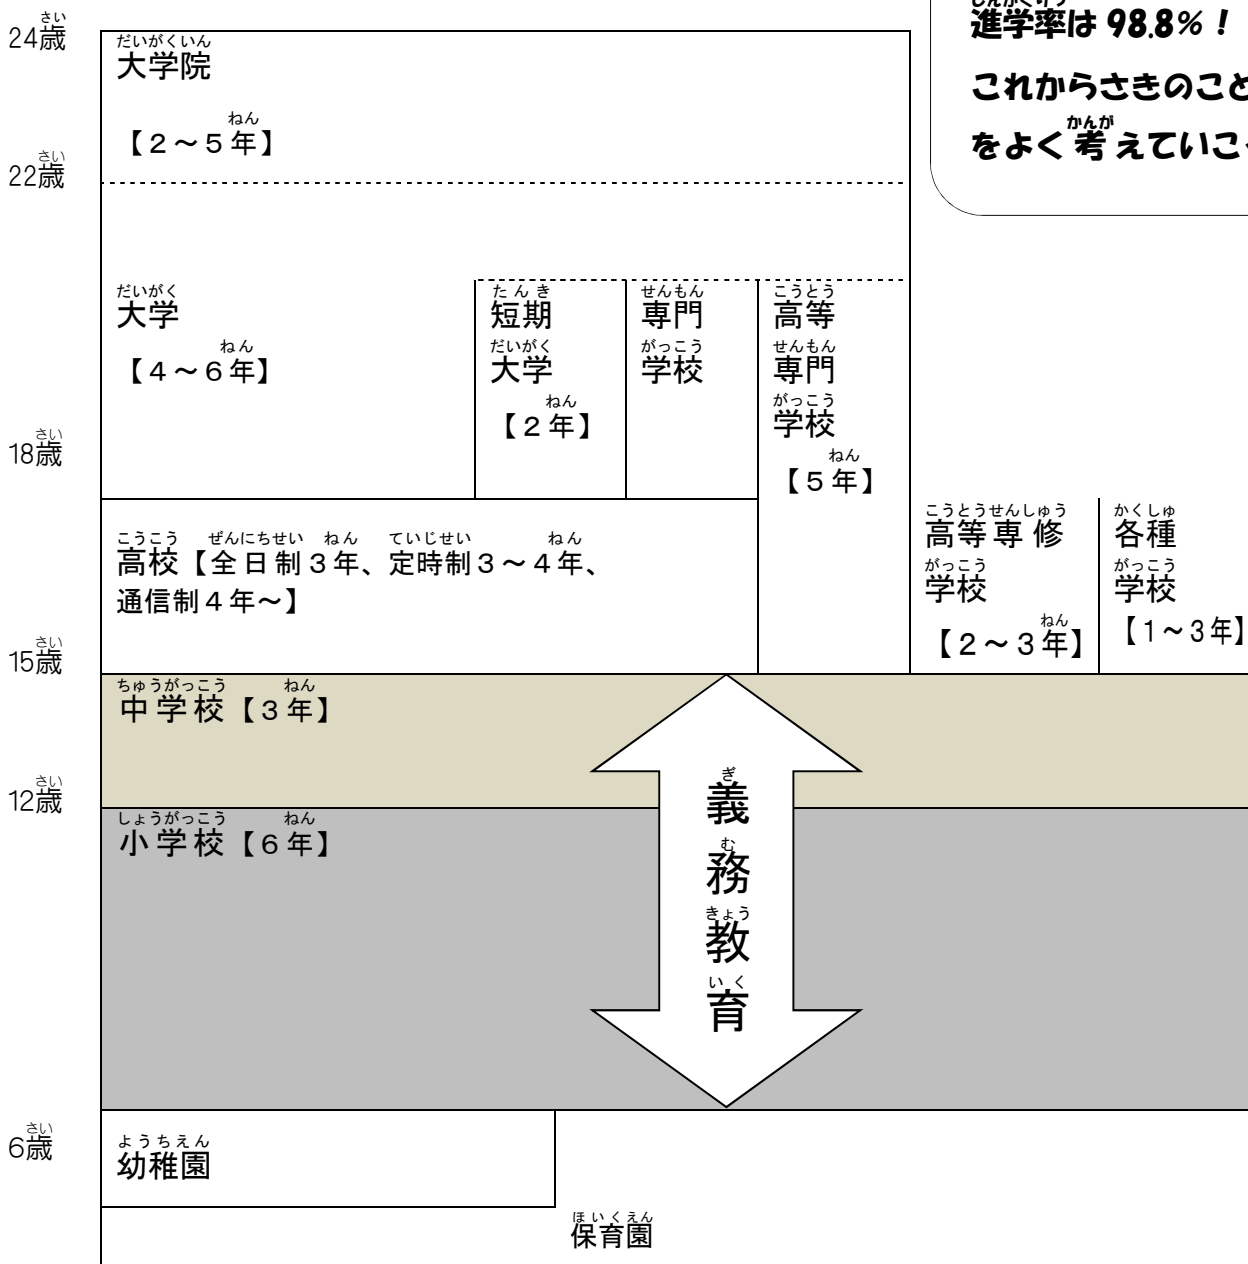 進学率は 98.8%！
これからさきのこと
をよく考えていこ
24歳
大学院
【２～５年】
22歳
大学
【４～６年】
短期
大学
【２年】
専門
学校
高等
専門
学校
【５年】
18歳
高校【全日制３年、定時制３～４年、
通信制４年～】
高等専修
学校
【２～３年】
各種
学校
【１～３年】
15歳
中学校【３年】
12歳
小学校【６年】
義務教育
6歳
幼稚園
保育園